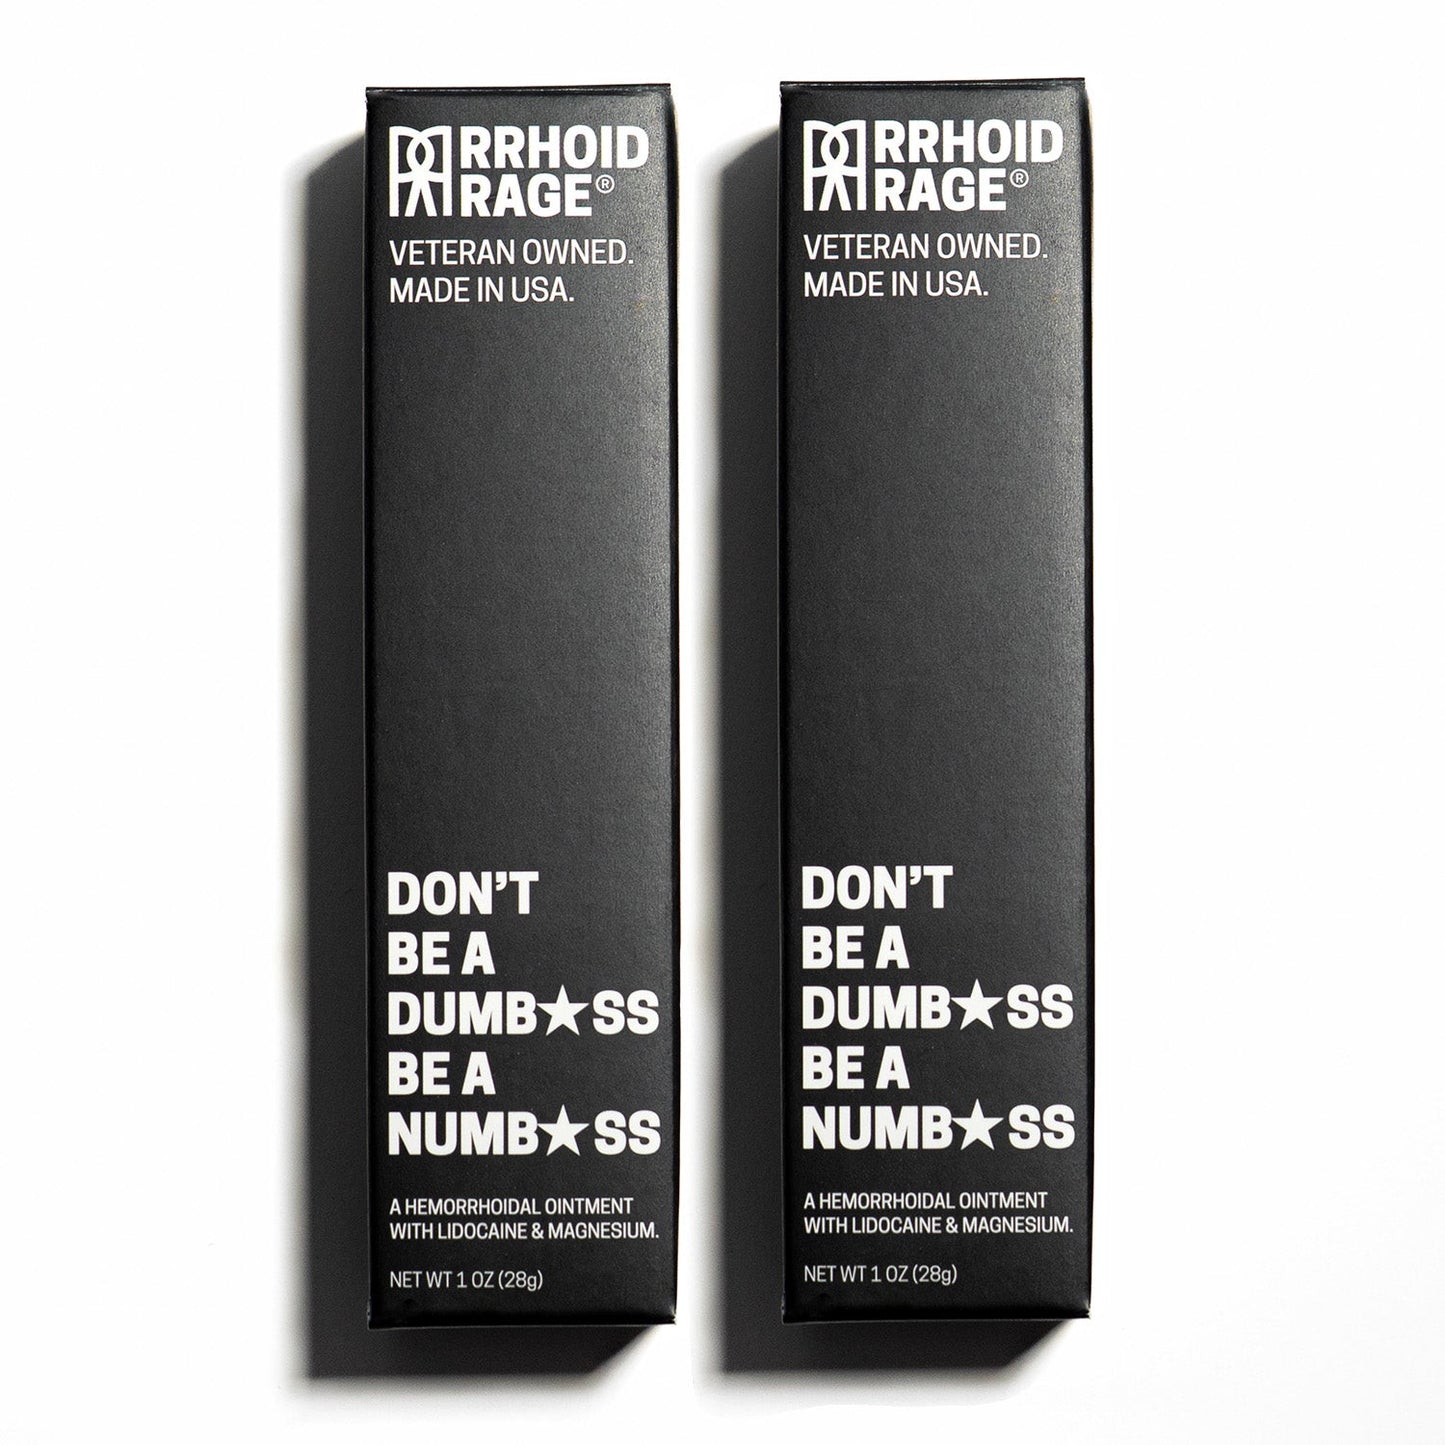 RRHOID
RAGE®
VETERAN OWNED.
MADE IN USA.
DON'T
BE A
DUMB★SS
BE A
NUMB★SS
A HEMORRHOIDAL OINTMENT
WITH LIDOCAINE & MAGNESIUM.
NET WT 1 OZ (28g)
RRHOID
RAGE®
VETERAN OWNED.
MADE IN USA.
DON'T
BE A
DUMB★SS
BE A
NUMB★SS
A HEMORRHOIDAL OINTMENT
WITH LIDOCAINE & MAGNESIUM.
NET WT 1 OZ (28g)